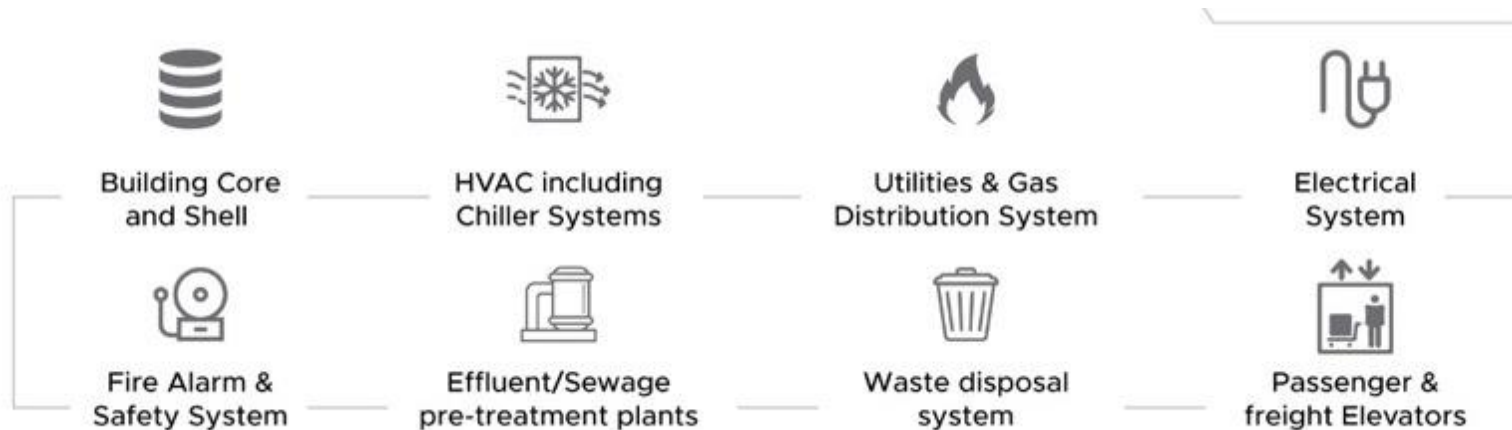 Building Core
and Shell
HVAC including
Chiller Systems
Utilities & Gas
Distribution System
Electrical
System
Fire Alarm &
Safety System
Effluent/Sewage
pre-treatment plants
Waste disposal
system
Passenger &
freight Elevators